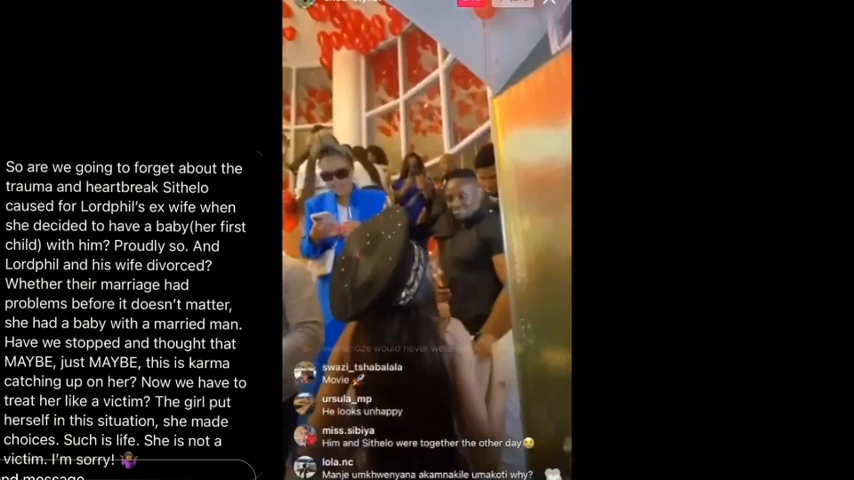 So are we going to forget about the
trauma and heartbreak Sithelo
caused for Lordphil's ex wife when
she decided to have a baby(her first
child) with him? Proudly so. And
Lordphil and his wife divorced?
Whether their marriage had
problems before it doesn't matter,
she had a baby with a married man.
Have we stopped and thought that
MAYBE, just MAYBE, this is karma
catching up on her? Now we have to
treat her like a victim? The girl put
herself in this situation, she made
choices. Such is life. She is not a
victim. I'm sorry! 🤷🏾‍♀️
nd message
would never
swazi_tshabalala
Movie 🚀
ursula_mp
He looks unhappy
miss.sibiya
Him and Sithelo were together the other day😂
lola.nc
Manje umkhwenyana akamnakile umakoti why?